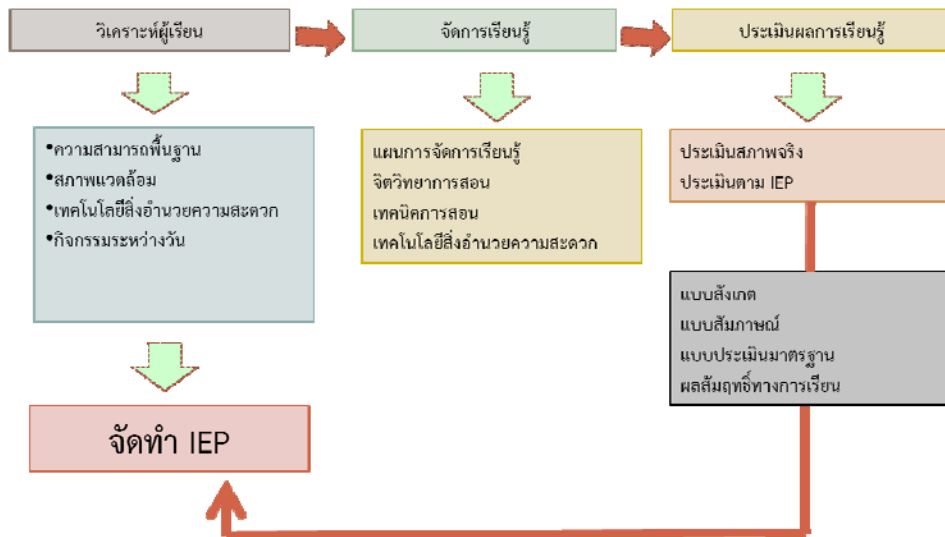 วิเคราะห์ผู้เรียน
จัดการเรียนรู้
ประเมินผลการเรียนรู้
•ความสามารถพื้นฐาน
•สภาพแวดล้อม
•เทคโนโลยีสิ่งอำนวยความสะดวก
•กิจกรรมระหว่างวัน
แผนการจัดการเรียนรู้
จิตวิทยาการสอน
เทคนิคการสอน
เทคโนโลยีสิ่งอำนวยความสะดวก
ประเมินสภาพจริง
ประเมินตาม IEP
แบบสังเกต
แบบสัมภาษณ์
แบบประเมินมาตรฐาน
ผลสัมฤทธิ์ทางการเรียน
จัดทำ IEP